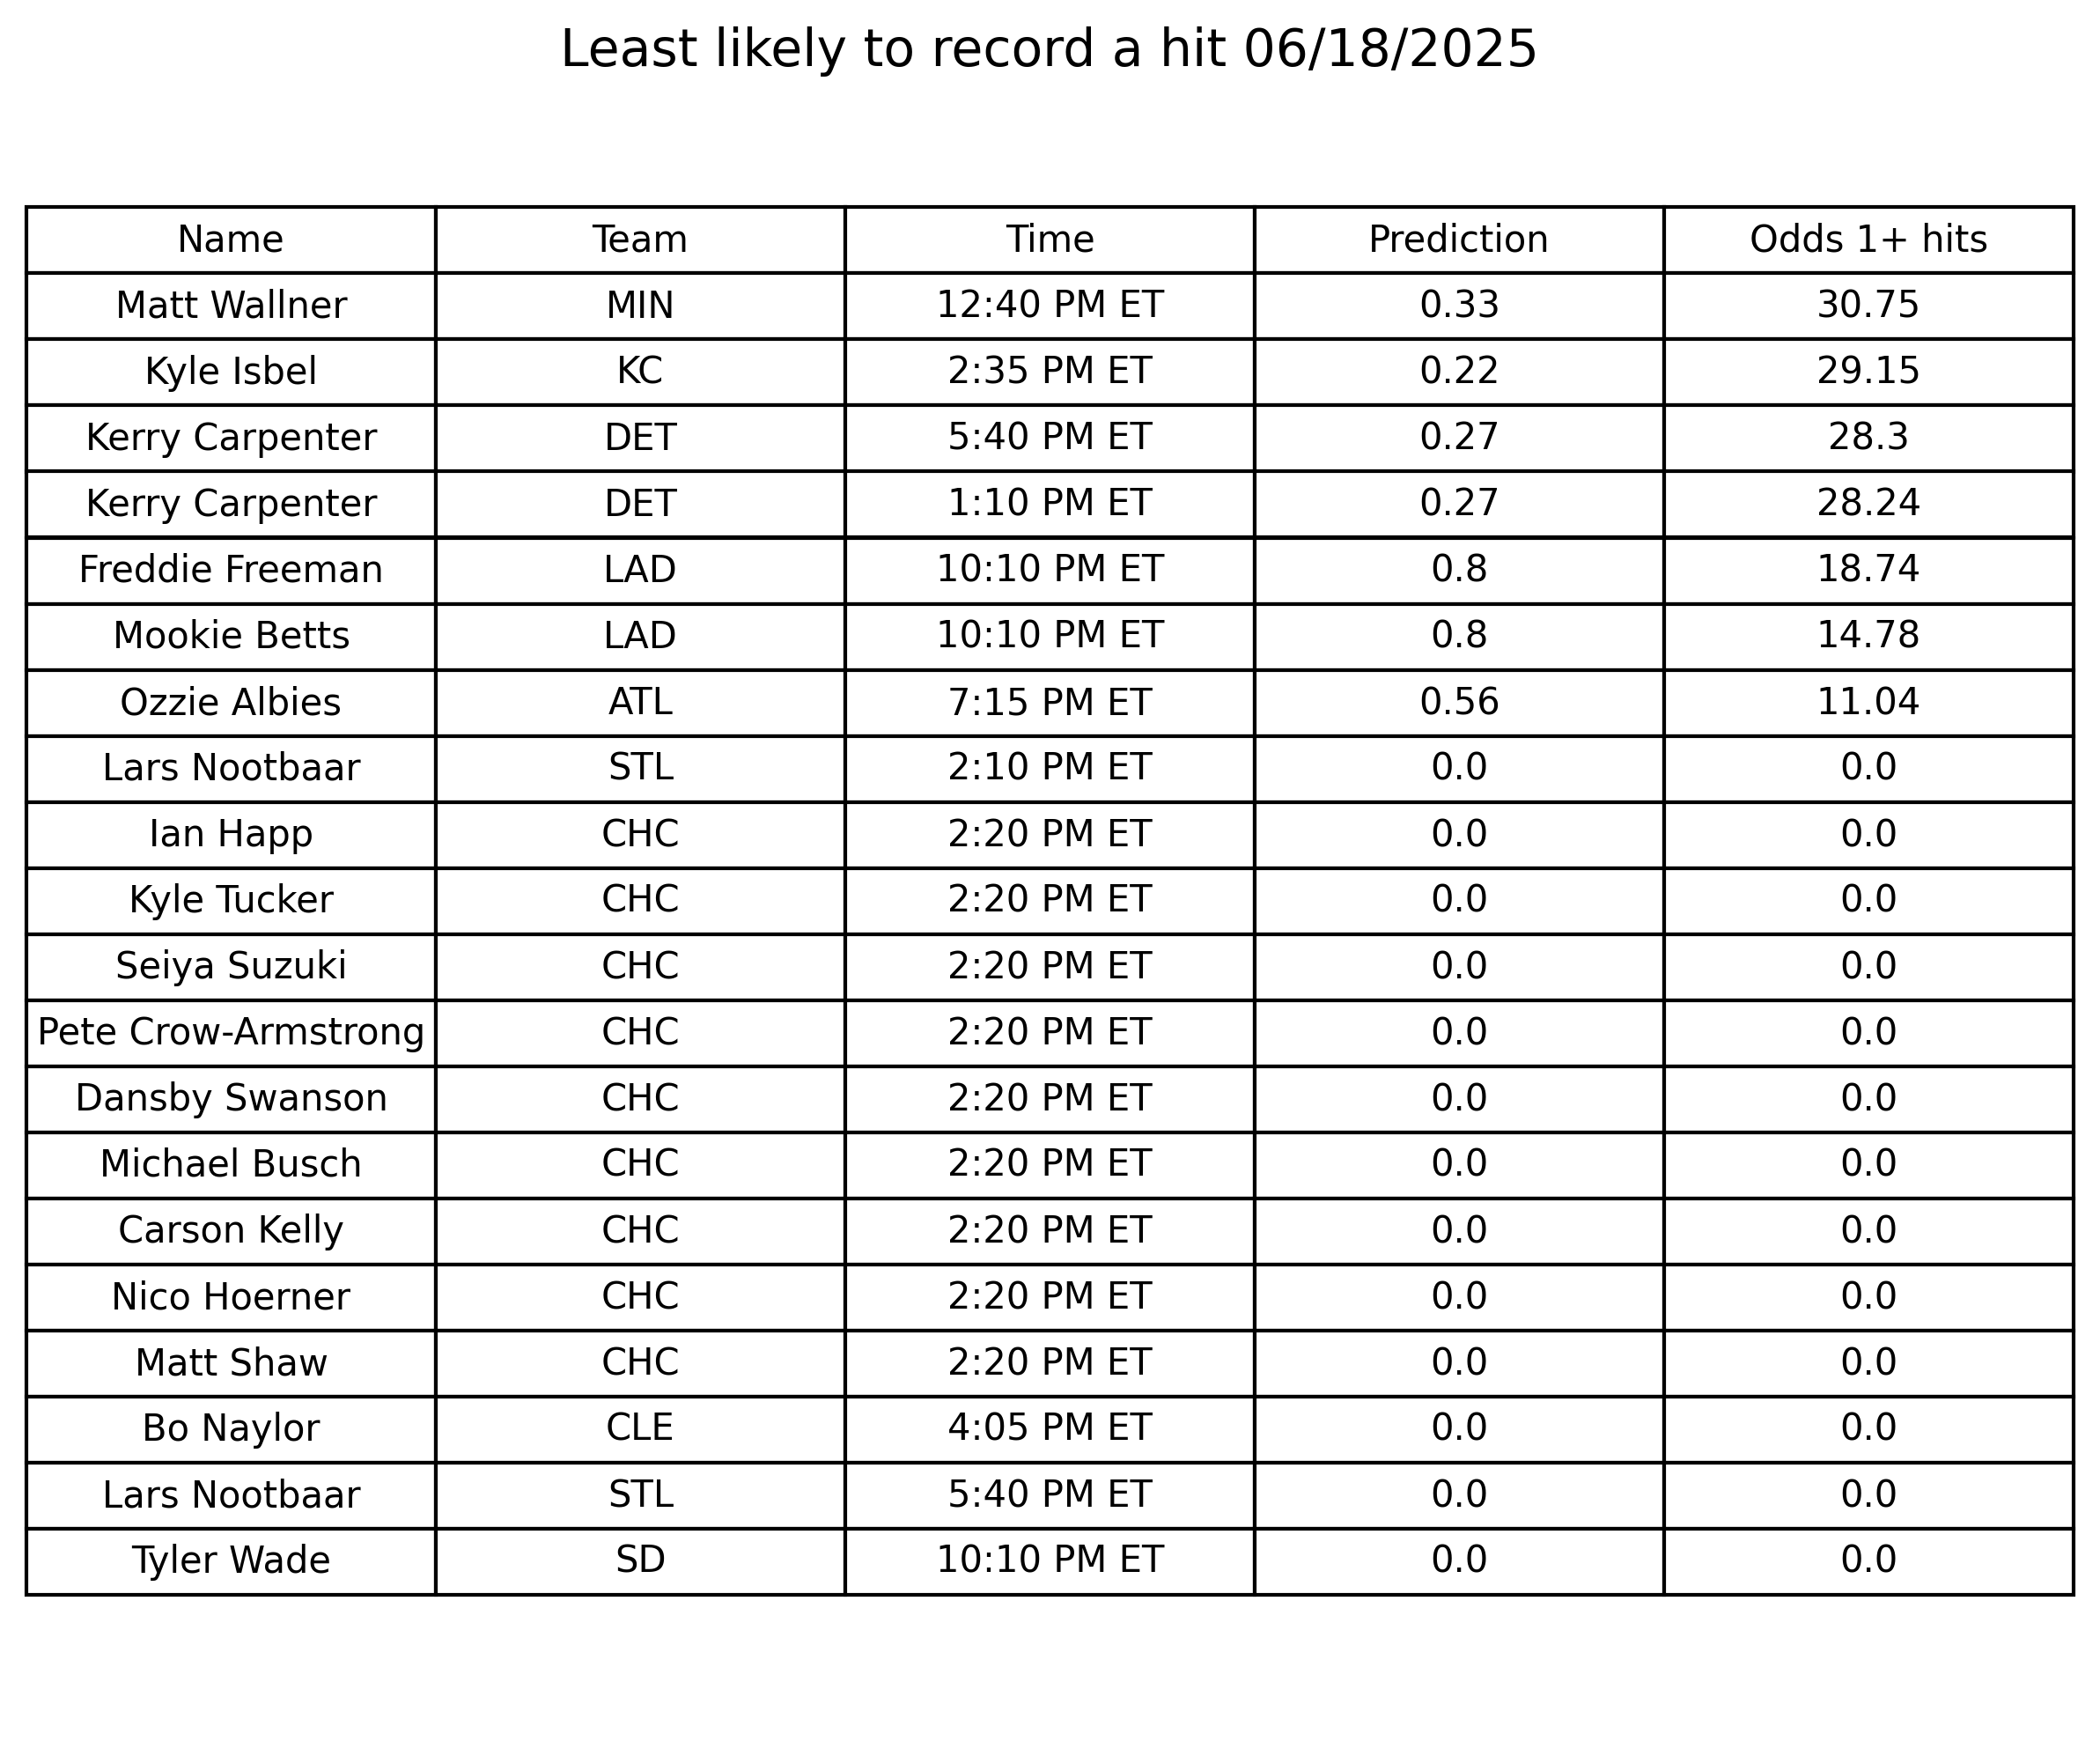 Least likely to record a hit 06/18/2025
Name Team Time Prediction Odds 1+ hits
Matt Wallner MIN 12:40 PM ET 0.33 30.75
Kyle Isbel KC 2:35 PM ET 0.22 29.15
Kerry Carpenter DET 5:40 PM ET 0.27 28.3
Kerry Carpenter DET 1:10 PM ET 0.27 28.24
Freddie Freeman LAD 10:10 PM ET 0.8 18.74
Mookie Betts LAD 10:10 PM ET 0.8 14.78
Ozzie Albies ATL 7:15 PM ET 0.56 11.04
Lars Nootbaar STL 2:10 PM ET 0.0 0.0
Ian Happ CHC 2:20 PM ET 0.0 0.0
Kyle Tucker CHC 2:20 PM ET 0.0 0.0
Seiya Suzuki CHC 2:20 PM ET 0.0 0.0
Pete Crow-Armstrong CHC 2:20 PM ET 0.0 0.0
Dansby Swanson CHC 2:20 PM ET 0.0 0.0
Michael Busch CHC 2:20 PM ET 0.0 0.0
Carson Kelly CHC 2:20 PM ET 0.0 0.0
Nico Hoerner CHC 2:20 PM ET 0.0 0.0
Matt Shaw CHC 2:20 PM ET 0.0 0.0
Bo Naylor CLE 4:05 PM ET 0.0 0.0
Lars Nootbaar STL 5:40 PM ET 0.0 0.0
Tyler Wade SD 10:10 PM ET 0.0 0.0